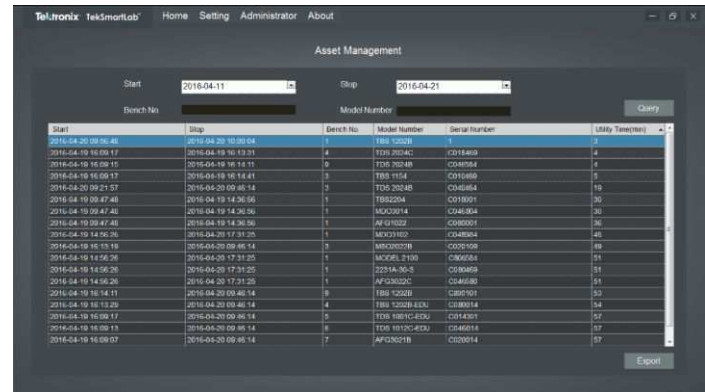 Tektronix TekSmartLab™ Home Setting Administrator About
Asset Management
Start 2016-04-11 Stop 2016-04-21
Bench No. Model Number Query
Start Stop Bench No. Model Number Serial Number Utility Time(min)
2016-04-20 09:56:48 2016-04-20 10:00:04 1 TBS 1202B 1 3
2016-04-19 16:09:17 2016-04-19 16:13:31 4 TDS 2024C C018469 4
2016-04-19 16:09:15 2016-04-19 16:14:11 9 TDS 2024B C046584 4
2016-04-19 16:09:17 2016-04-19 16:14:41 3 TBS 1154 C010469 5
2016-04-20 09:21:57 2016-04-20 09:46:14 3 TDS 2024B C046464 19
2016-04-19 09:47:48 2016-04-19 14:36:56 1 TBS2204 C018001 30
2016-04-19 09:47:48 2016-04-19 14:36:56 1 MDO3014 C046804 30
2016-04-19 09:47:48 2016-04-19 14:36:56 1 AFG1022 C080001 36
2016-04-19 14:56:26 2016-04-20 17:31:25 1 MDO3102 C048984 45
2016-04-19 16:13:19 2016-04-20 09:46:14 3 MSO2022B C020109 49
2016-04-19 14:56:26 2016-04-20 17:31:25 1 MODEL 2100 C806584 51
2016-04-19 14:56:26 2016-04-20 17:31:25 1 2231A-30-3 C080469 51
2016-04-19 14:56:26 2016-04-20 17:31:25 1 AFG3022C C046580 51
2016-04-19 16:14:11 2016-04-20 09:46:14 9 TBS 1202B C890101 53
2016-04-19 16:13:29 2016-04-20 09:46:14 4 TBS 1202B-EDU C080014 54
2016-04-19 16:09:17 2016-04-20 09:46:14 5 TDS 1001C-EDU C014301 57
2016-04-19 16:09:13 2016-04-20 09:46:14 6 TDS 1012C-EDU C046014 57
2016-04-19 16:09:07 2016-04-20 09:46:14 7 AFG3021B C020014 57
Export